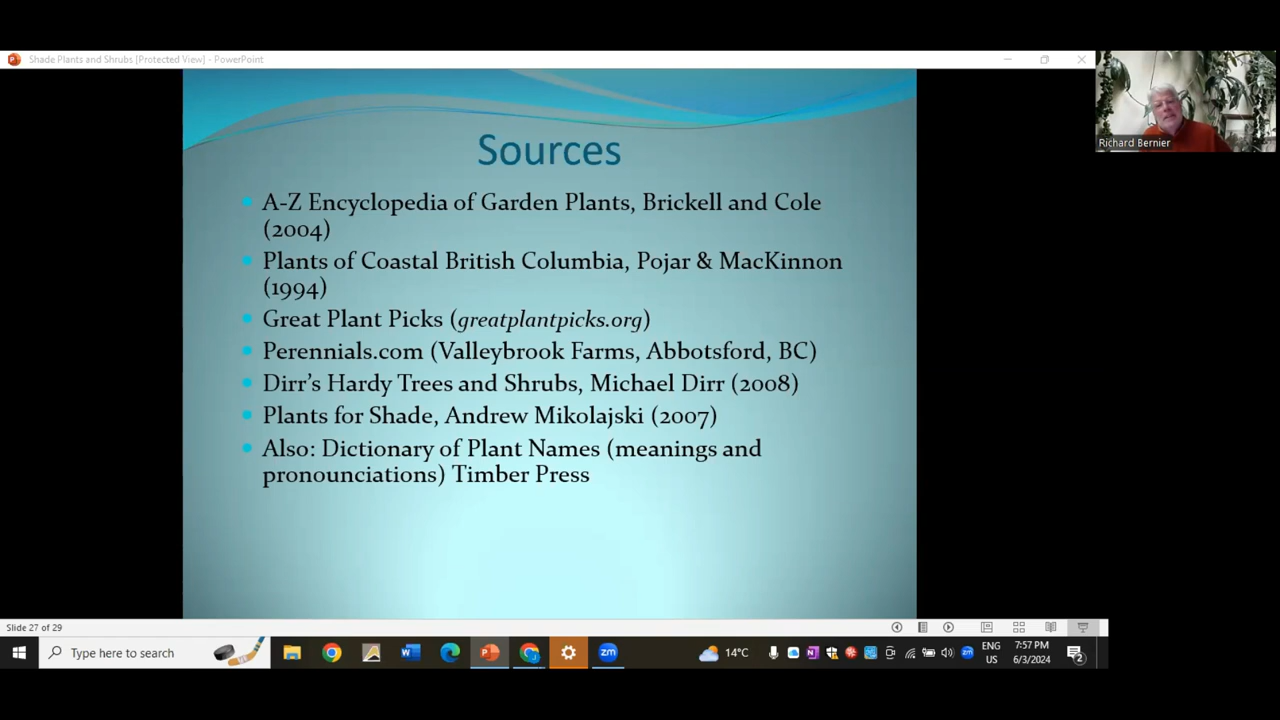 Shade Plants and Shrubs [Protected View] - PowerPoint
Richard Bernier
Sources
A-Z Encyclopedia of Garden Plants, Brickell and Cole
(2004)
Plants of Coastal British Columbia, Pojar & MacKinnon
(1994)
Great Plant Picks (greatplantpicks.org)
Perennials.com (Valleybrook Farms, Abbotsford, BC)
Dirr's Hardy Trees and Shrubs, Michael Dirr (2008)
Plants for Shade, Andrew Mikolajski (2007)
Also: Dictionary of Plant Names (meanings and
pronounciations) Timber Press
Slide 27 of 29
Type here to search
zm
14°C
zm
ENG
US
7:57 PM
6/3/2024
2